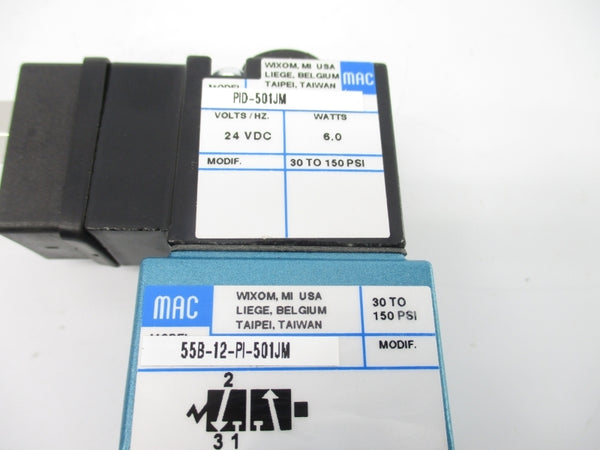 WIXOM, MI USA
LIEGE, BELGIUM
TAIPEI, TAIWAN
MAC
MODEL
PID-501JM
VOLTS/HZ.
WATTS
24 VDC
6.0
MODIF.
30 TO 150 PSI
MAC
WIXOM, MI USA
LIEGE, BELGIUM
TAIPEI, TAIWAN
30 TO
150 PSI
MODEL
55B-12-PI-501JM
MODIF.
2
3 1